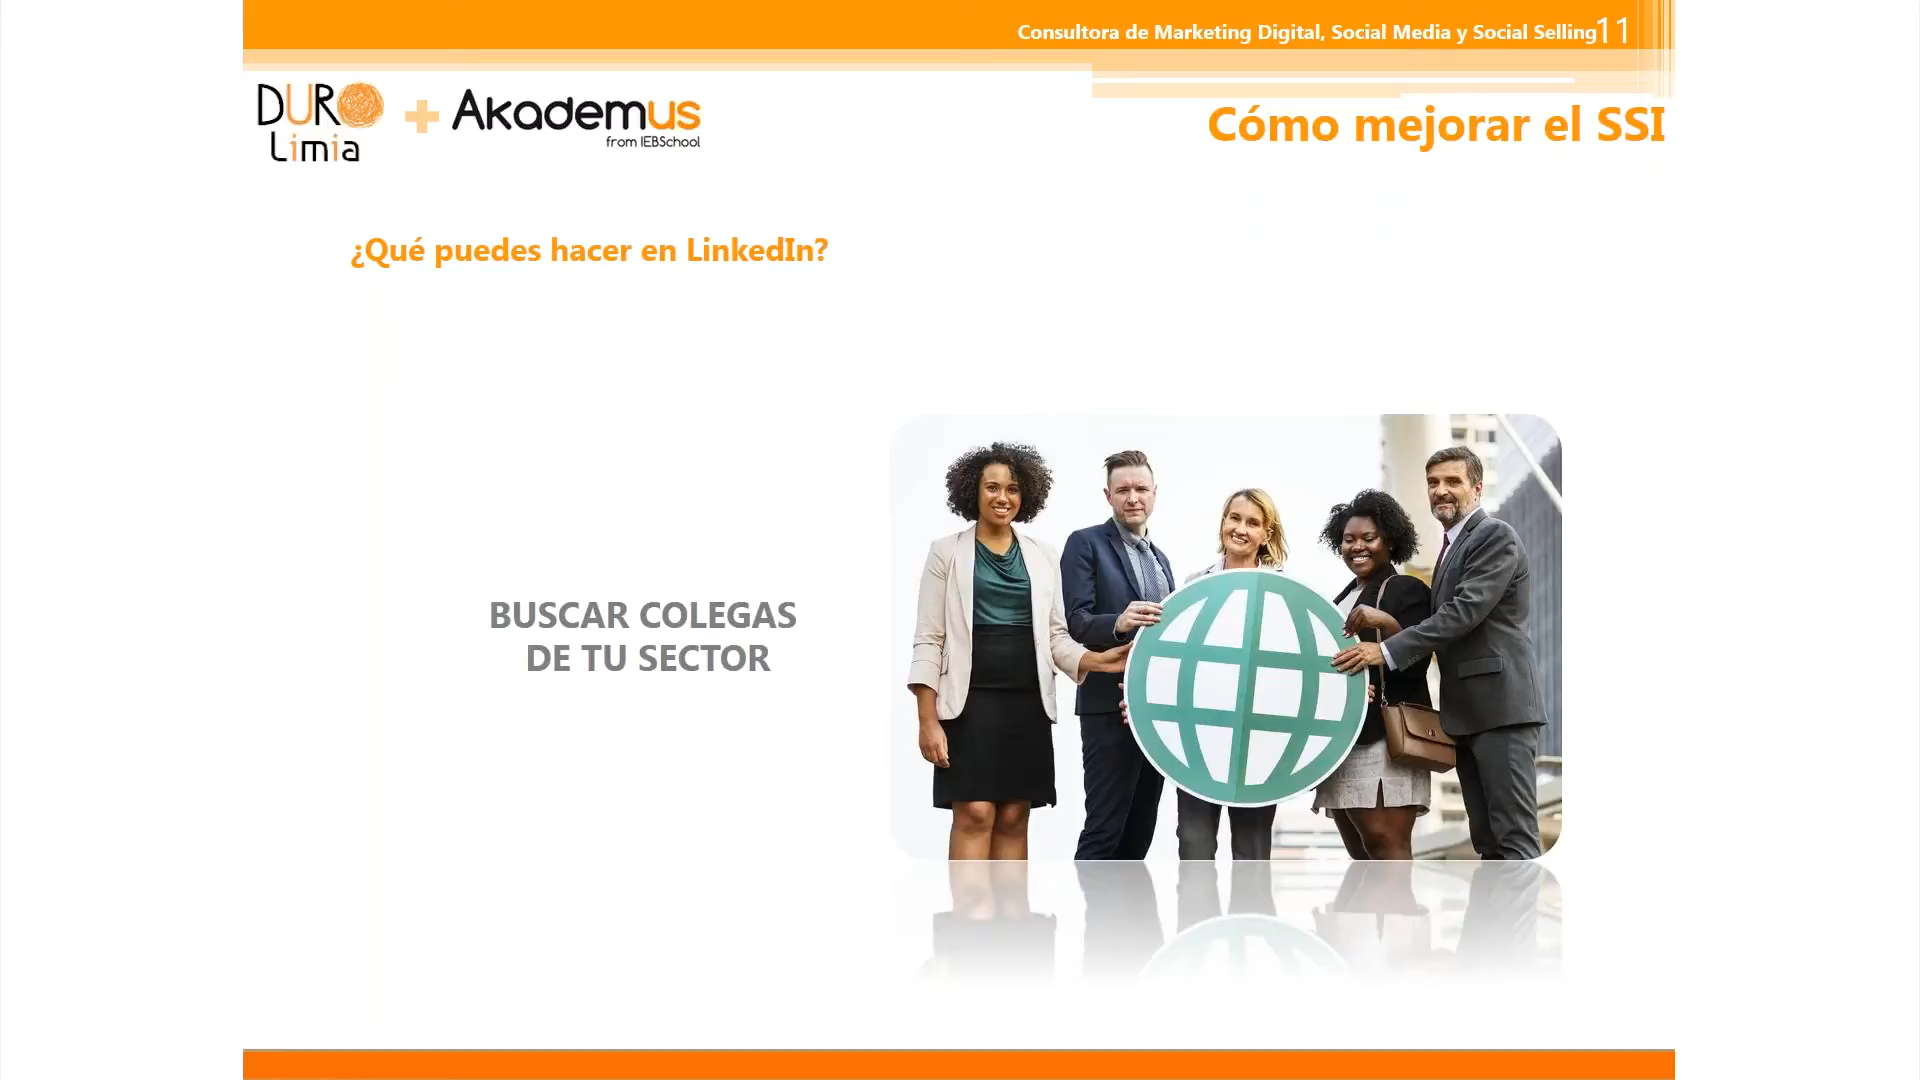 Consultora de Marketing Digital, Social Media y Social Selling 11
DURO
Limia
+ Akademus
from IEBSchool
Cómo mejorar el SSI
¿Qué puedes hacer en LinkedIn?
BUSCAR COLEGAS
DE TU SECTOR